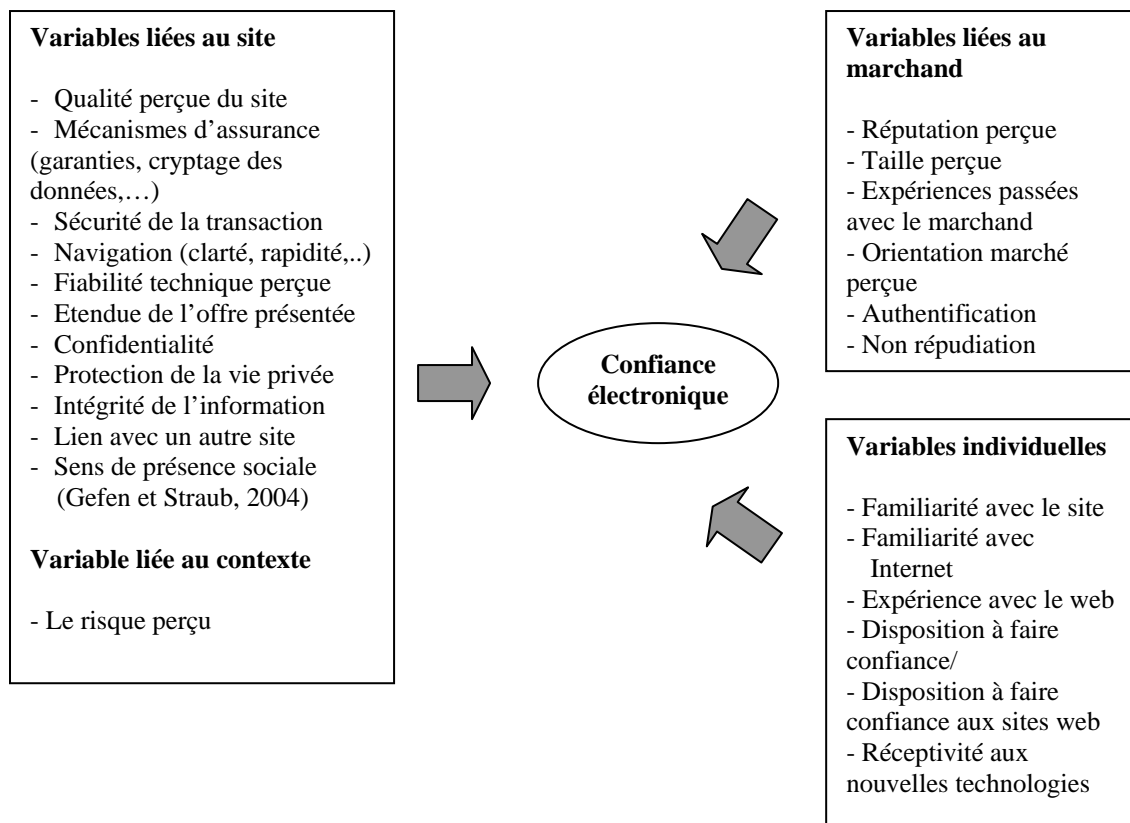 Variables liées au site
- Qualité perçue du site
- Mécanismes d’assurance
(garanties, cryptage des
données,…)
- Sécurité de la transaction
- Navigation (clarté, rapidité,..)
- Fiabilité technique perçue
- Etendue de l’offre présentée
- Confidentialité
- Protection de la vie privée
- Intégrité de l’information
- Lien avec un autre site
- Sens de présence sociale
(Gefen et Straub, 2004)
Variable liée au contexte
- Le risque perçu
Confiance
électronique
Variables liées au
marchand
- Réputation perçue
- Taille perçue
- Expériences passées
avec le marchand
- Orientation marché
perçue
- Authentification
- Non répudiation
Variables individuelles
- Familiarité avec le site
- Familiarité avec
Internet
- Expérience avec le web
- Disposition à faire
confiance/
- Disposition à faire
confiance aux sites web
- Réceptivité aux
nouvelles technologies